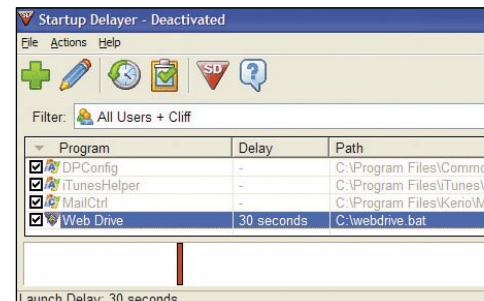 Startup Delayer - Deactivated
File Actions Help
SD
Filter: All Users + Cliff
Program Delay Path
DPConfig - C:\Program Files\Commo
iTunesHelper - C:\Program Files\iTunes\
MailCtrl - C:\Program Files\Kerio\M
Web Drive 30 seconds C:\webdrive.bat
Launch Delay: 30 seconds